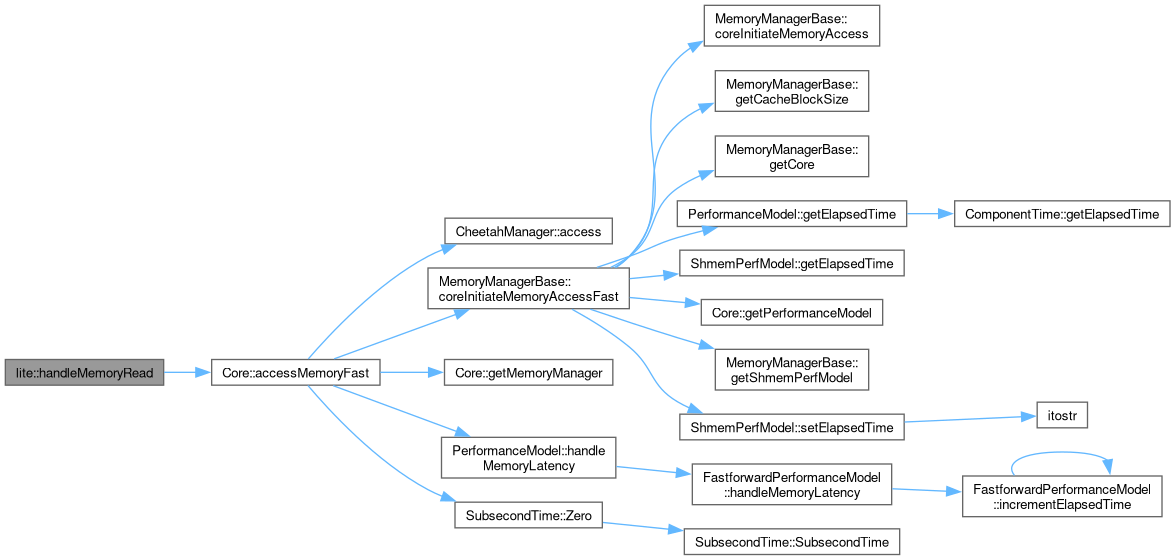 lite::handleMemoryRead
Core::accessMemoryFast
CheetahManager::access
MemoryManagerBase::
coreInitiateMemoryAccessFast
Core::getMemoryManager
PerformanceModel::handle
MemoryLatency
SubsecondTime::Zero
MemoryManagerBase::
coreInitiateMemoryAccess
MemoryManagerBase::
getCacheBlockSize
MemoryManagerBase::
getCore
PerformanceModel::getElapsedTime
ShmemPerfModel::getElapsedTime
Core::getPerformanceModel
MemoryManagerBase::
getShmemPerfModel
ShmemPerfModel::setElapsedTime
FastforwardPerformanceModel
::handleMemoryLatency
SubsecondTime::SubsecondTime
ComponentTime::getElapsedTime
itostr
FastforwardPerformanceModel
::incrementElapsedTime